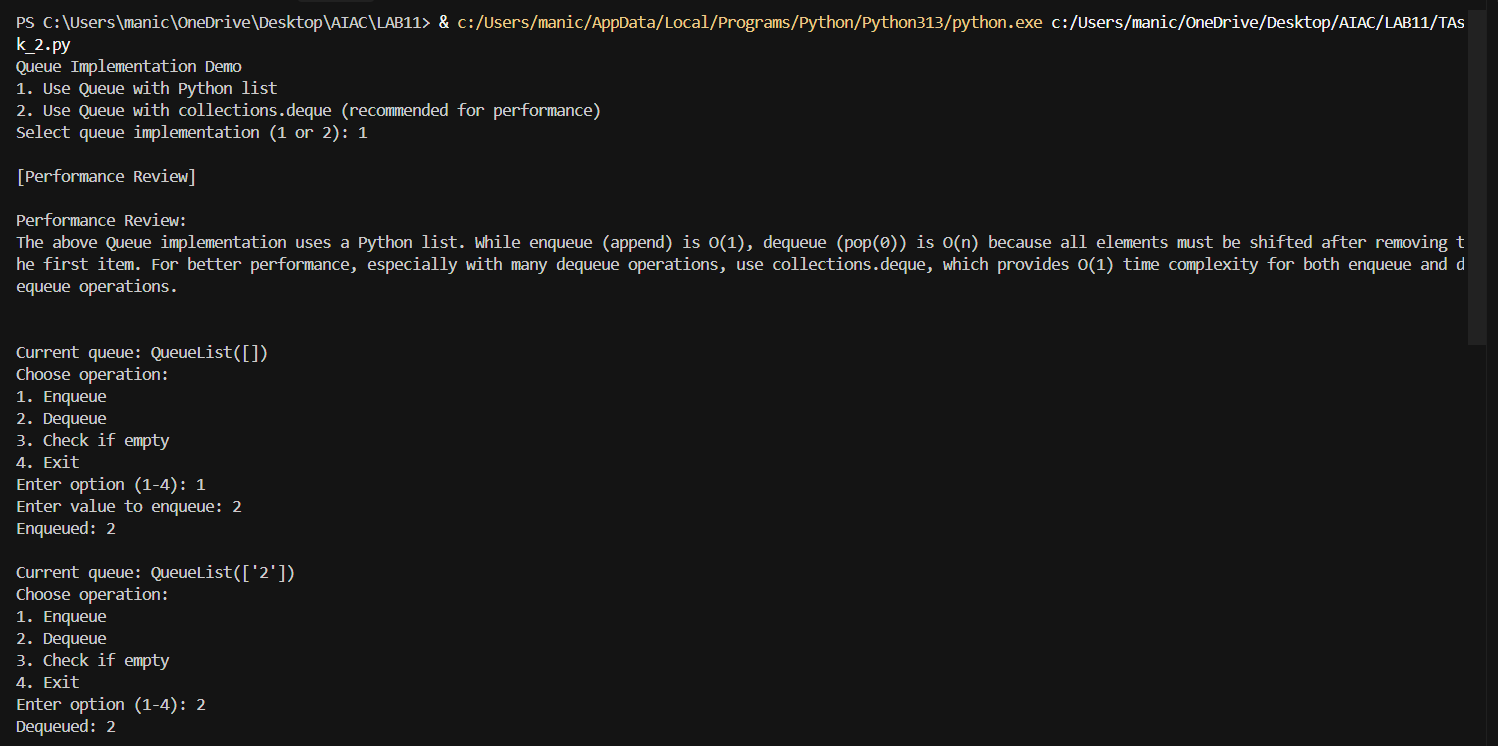 PS C:\Users\manic\OneDrive\Desktop\AIAC\LAB11> & c:/Users/manic/AppData/Local/Programs/Python/Python313/python.exe c:/Users/manic/OneDrive/Desktop/AIAC/LAB11/TAs
k_2.py
Queue Implementation Demo
1. Use Queue with Python list
2. Use Queue with collections.deque (recommended for performance)
Select queue implementation (1 or 2): 1

[Performance Review]

Performance Review:
The above Queue implementation uses a Python list. While enqueue (append) is O(1), dequeue (pop(0)) is O(n) because all elements must be shifted after removing t
he first item. For better performance, especially with many dequeue operations, use collections.deque, which provides O(1) time complexity for both enqueue and d
equeue operations.

Current queue: QueueList([])
Choose operation:
1. Enqueue
2. Dequeue
3. Check if empty
4. Exit
Enter option (1-4): 1
Enter value to enqueue: 2
Enqueued: 2

Current queue: QueueList(['2'])
Choose operation:
1. Enqueue
2. Dequeue
3. Check if empty
4. Exit
Enter option (1-4): 2
Dequeued: 2